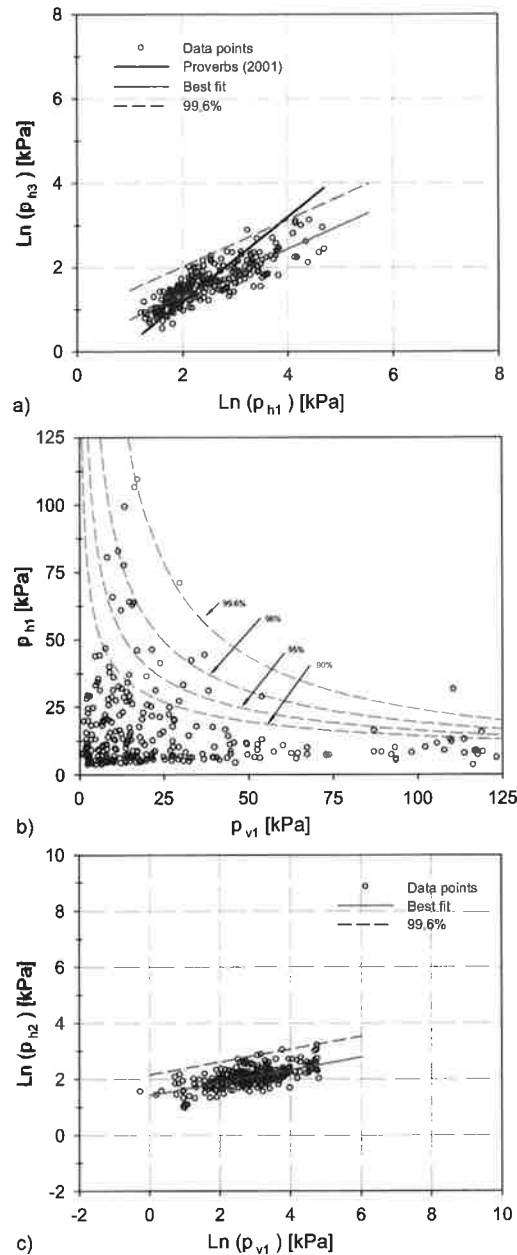 8
Data points
Proverbs (2001)
Best fit
99,6%
6
4
2
0
Ln (p h3 ) [kPa]
0 2 4 6 8
Ln (p h1 ) [kPa]
a)
125
100
75
50
25
0
p h1 [kPa]
99.6%
98%
95%
90%
0 25 50 75 100 125
p v1 [kPa]
b)
10
Data points
Best fit
99,6%
8
6
4
2
0
-2
Ln (p h2 ) [kPa]
-2 0 2 4 6 8 10
Ln (p v1 ) [kPa]
c)